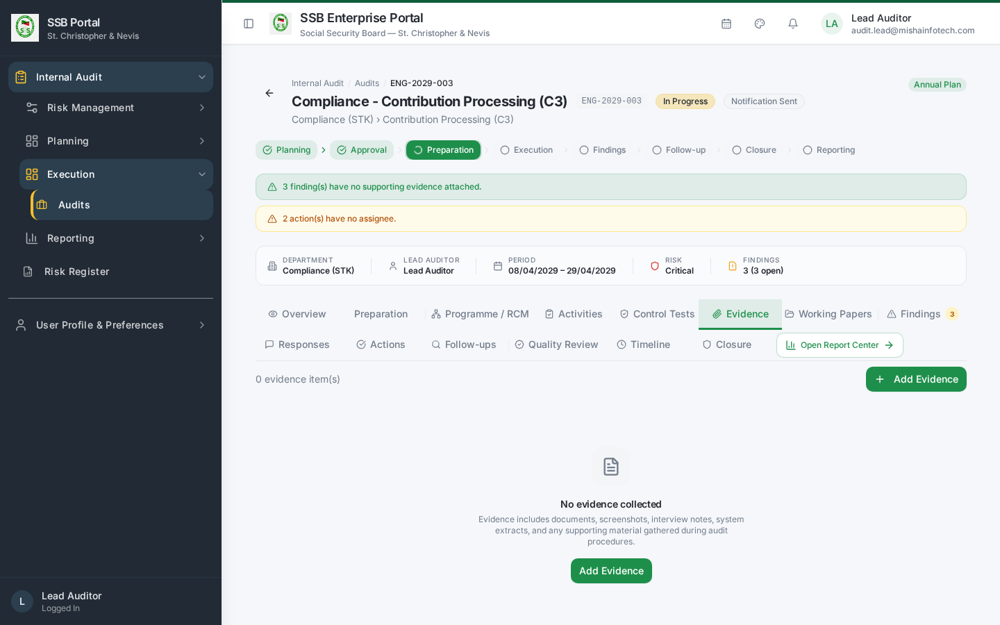 SSB Portal
St. Christopher & Nevis
Internal Audit
Risk Management
Planning
Execution
Audits
Reporting
Risk Register
User Profile & Preferences
L
Lead Auditor
Logged In
SSB Enterprise Portal
Social Security Board — St. Christopher & Nevis
LA
Lead Auditor
audit.lead@mishainfotech.com
Internal Audit / Audits / ENG-2029-003
Annual Plan
Compliance - Contribution Processing (C3) ENG-2029-003 In Progress Notification Sent
Compliance (STK) › Contribution Processing (C3)
Planning Approval Preparation Execution Findings Follow-up Closure Reporting
3 finding(s) have no supporting evidence attached.
2 action(s) have no assignee.
DEPARTMENT
Compliance (STK)
LEAD AUDITOR
Lead Auditor
PERIOD
08/04/2029 – 29/04/2029
RISK
Critical
FINDINGS
3 (3 open)
Overview Preparation Programme / RCM Activities Control Tests Evidence Working Papers Findings 3
Responses Actions Follow-ups Quality Review Timeline Closure Open Report Center
0 evidence item(s)
Add Evidence
No evidence collected
Evidence includes documents, screenshots, interview notes, system
extracts, and any supporting material gathered during audit
procedures.
Add Evidence